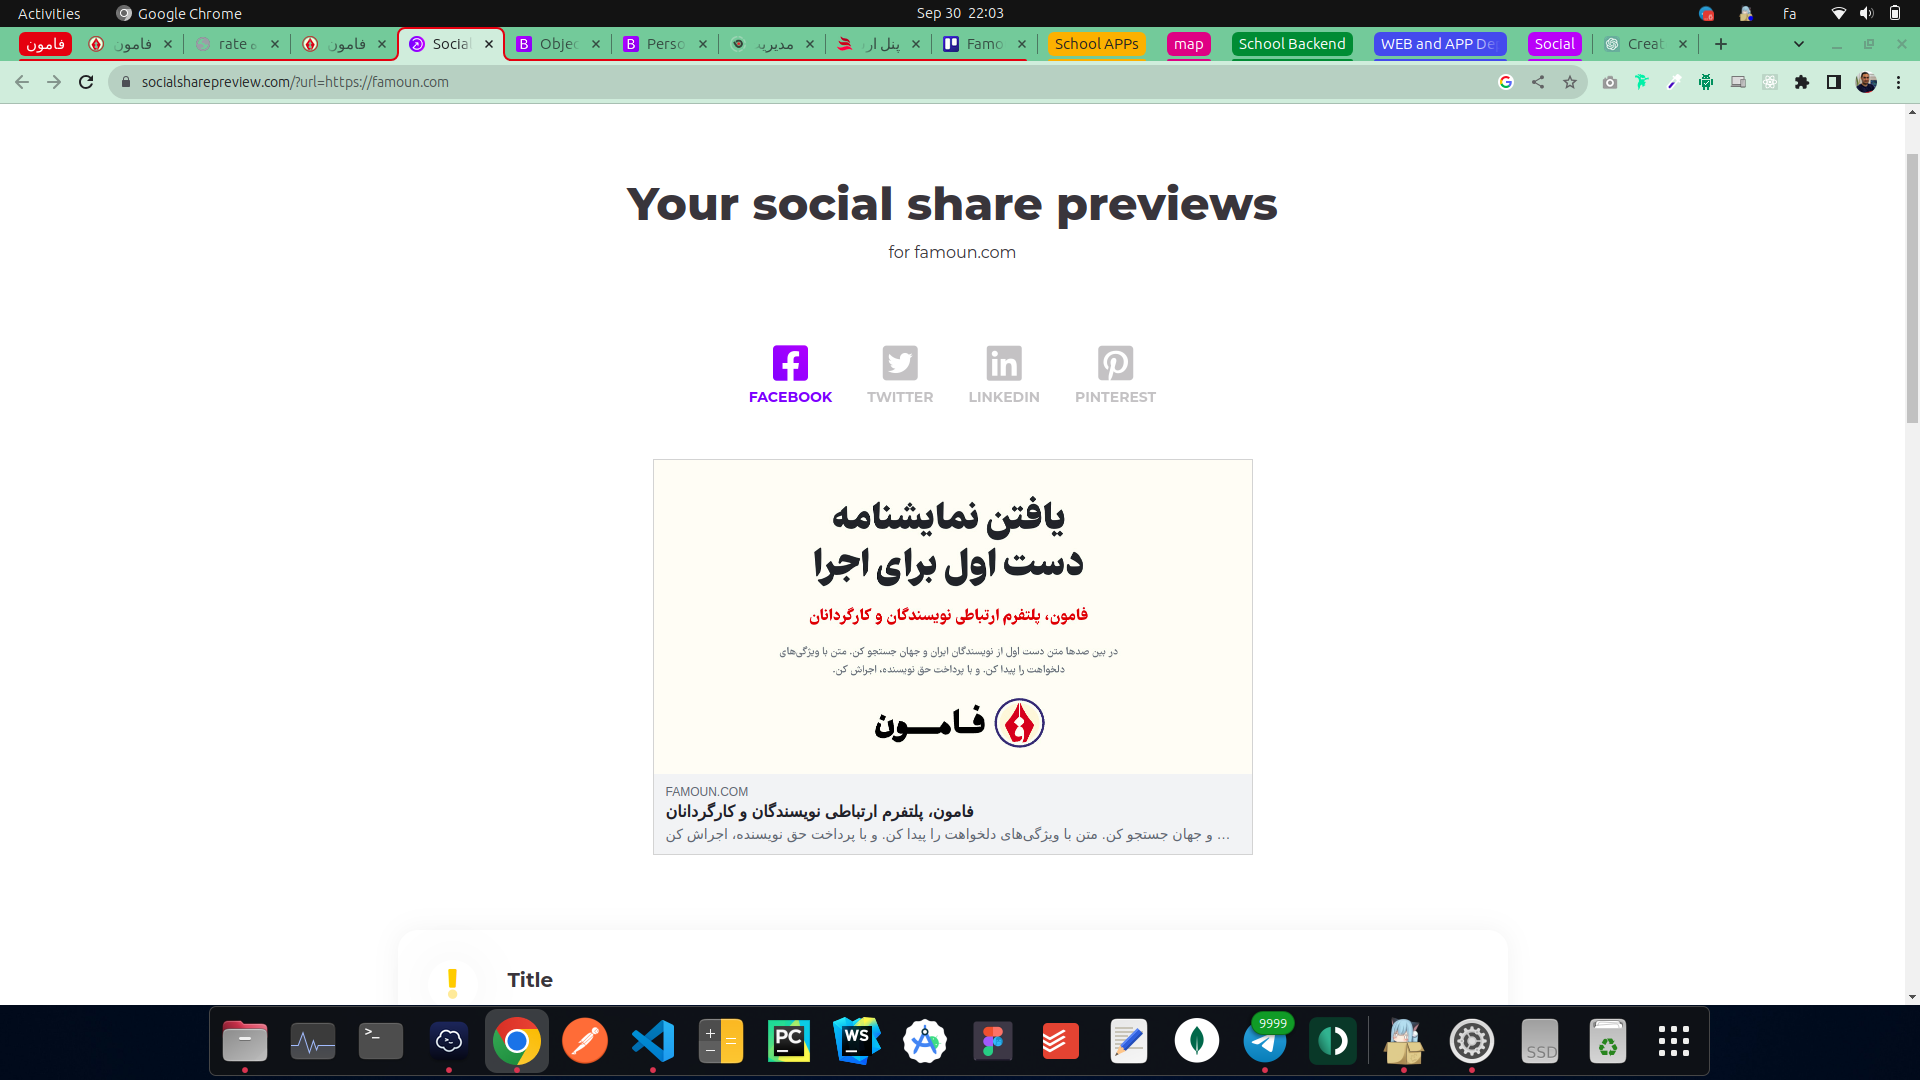 Activities
Google Chrome
Sep 30 22:03
fa
فامون
فامون
rate
فامون
Social
Objec
Perso
مدیریت
پنل ار
Famo
School APPs
map
School Backend
WEB and APP De
Social
Creat
socialsharepreview.com/?url=https://famoun.com
Your social share previews
for famoun.com
FACEBOOK
TWITTER
LINKEDIN
PINTEREST
یافتن نمایشنامه
دست اول برای اجرا
فامون، پلتفرم ارتباطی نویسندگان و کارگردانان
در بین صدها متن دست اول از نویسندگان ایران و جهان جستجو کن. متن با ویژگی‌های
دلخواهت را پیدا کن. و با پرداخت حق نویسنده، اجراش کن.
فامون
FAMOUN.COM
فامون، پلتفرم ارتباطی نویسندگان و کارگردانان
و جهان جستجو کن. متن با ویژگی‌های دلخواهت را پیدا کن. و با پرداخت حق نویسنده، اجراش کن ...
Title
PC
WS
9999
SSD